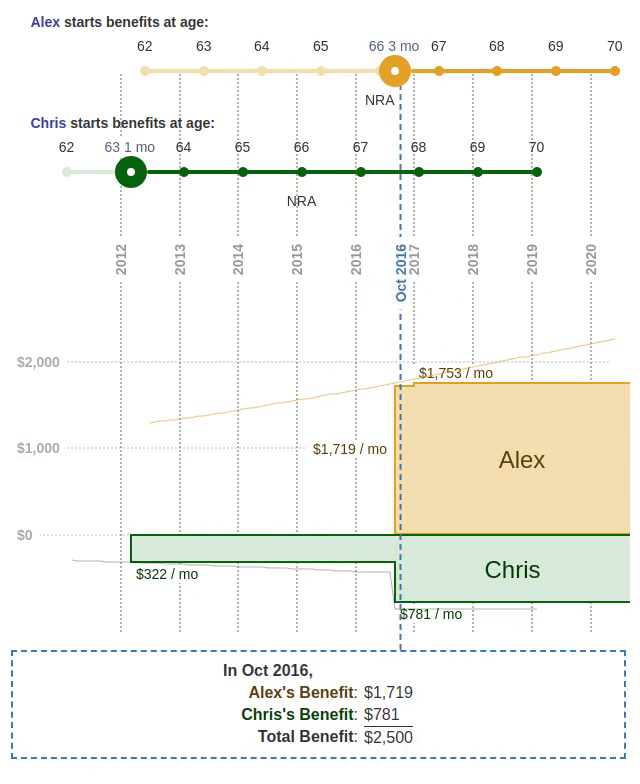 Alex starts benefits at age:
62 63 64 65 66 3 mo 67 68 69 70
NRA
Chris starts benefits at age:
62 63 1 mo 64 65 66 67 68 69 70
NRA
2012 2013 2014 2015 2016 Oct 2016 2017 2018 2019 2020
$2,000
$1,753 / mo
$1,000
$1,719 / mo
Alex
$0
$322 / mo
Chris
$781 / mo
In Oct 2016,
Alex's Benefit: $1,719
Chris's Benefit: $781
Total Benefit: $2,500